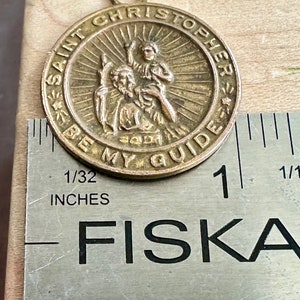 SAINT CHRISTOPHER
BE MY GUIDE
1/32
1
INCHES
FISKA